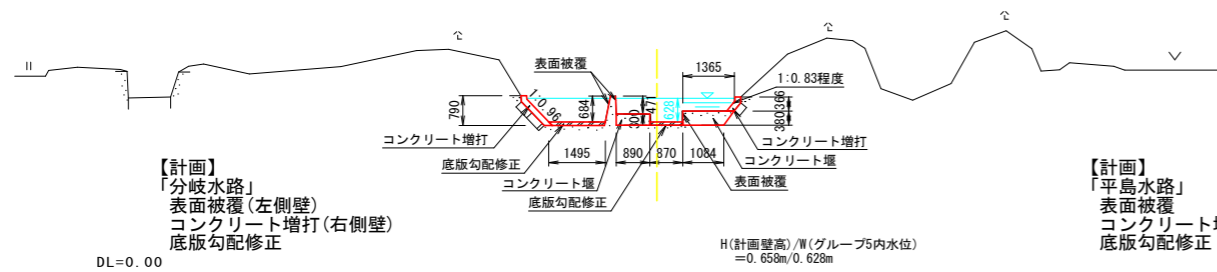 表面被覆
1365
1:0.83程度
790
1:0.96
684
300
471
628
366
380
コンクリート増打
コンクリート増打
底版勾配修正
1495
890
870
1084
コンクリート堰
コンクリート堰
底版勾配修正
表面被覆
【計画】
「分岐水路」
表面被覆(左側壁)
コンクリート増打(右側壁)
底版勾配修正
DL=0.00
H(計画壁高)/W(グループ5内水位)
=0.658m/0.628m
【計画】
「平島水路」
表面被覆
コンクリート
底版勾配修正